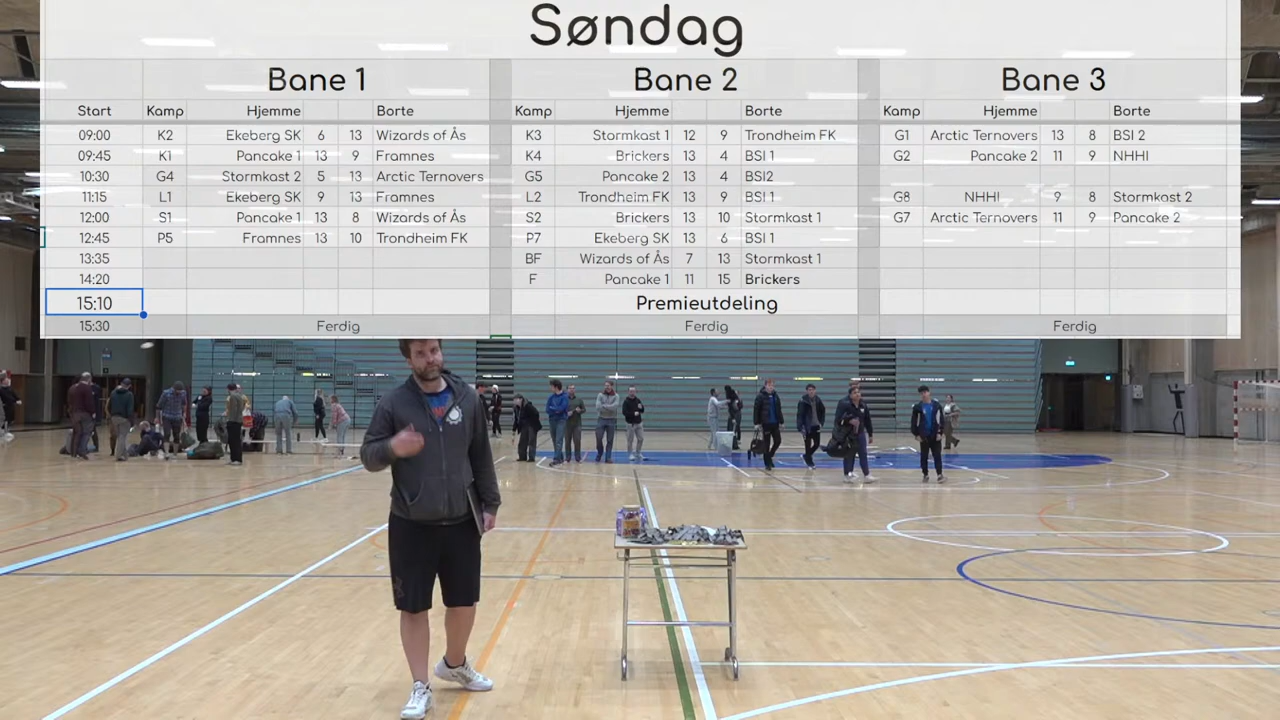 Søndag
Bane 1 Bane 2 Bane 3
Start Kamp Hjemme Borte Kamp Hjemme Borte Kamp Hjemme Borte
09:00 K2 Ekeberg SK 6 13 Wizards of Ås K3 Stormkast 1 12 9 Trondheim FK G1 Arctic Ternovers 13 8 BSI 2
09:45 K1 Pancake 1 13 9 Framnes K4 Brickers 13 4 BSI 1 G2 Pancake 2 11 9 NHHI
10:30 G4 Stormkast 2 5 13 Arctic Ternovers G5 Pancake 2 13 4 BSI2
11:15 L1 Ekeberg SK 9 13 Framnes L2 Trondheim FK 13 9 BSI 1 G8 NHHI 9 8 Stormkast 2
12:00 S1 Pancake 1 13 8 Wizards of Ås S2 Brickers 13 10 Stormkast 1 G7 Arctic Ternovers 11 9 Pancake 2
12:45 P5 Framnes 13 10 Trondheim FK P7 Ekeberg SK 13 6 BSI 1
13:35 BF Wizards of Ås 7 13 Stormkast 1
14:20 F Pancake 1 11 15 Brickers
15:10 Premieutdeling
15:30 Ferdig Ferdig Ferdig